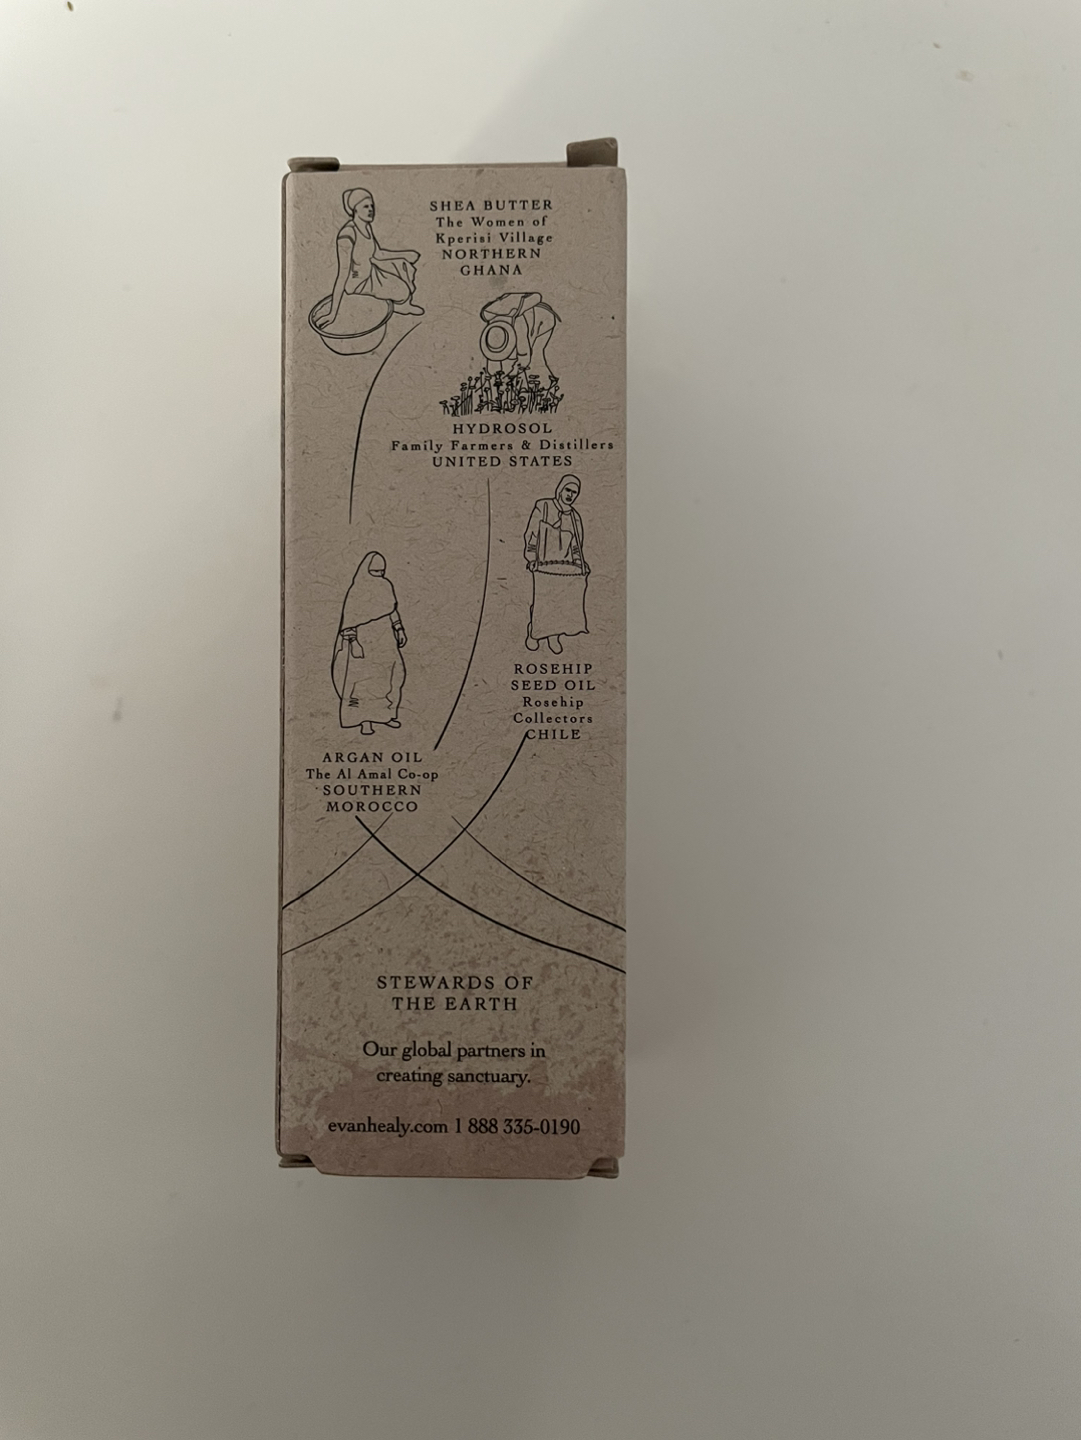 SHEA BUTTER
The Women of
Kperisi Village
NORTHERN
GHANA
HYDROSOL
Family Farmers & Distillers
UNITED STATES
ROSEHIP
SEED OIL
Rosehip
Collectors
CHILE
ARGAN OIL
The Al Amal Co-op
SOUTHERN
MOROCCO
STEWARDS OF
THE EARTH
Our global partners in
creating sanctuary.
evanhealy.com 1 888 335-0190